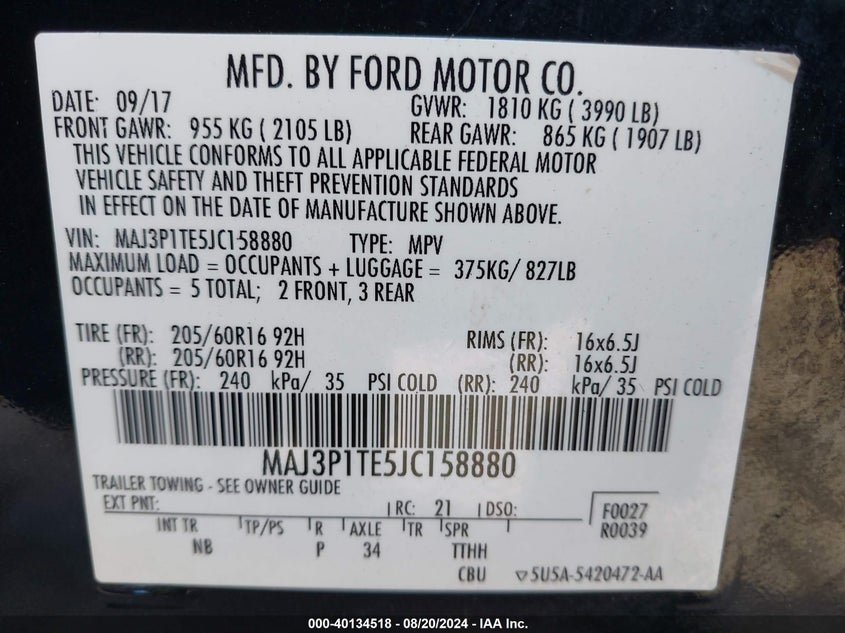 MFD. BY FORD MOTOR CO.
DATE: 09/17 GVWR: 1810 KG ( 3990 LB)
FRONT GAWR: 955 KG ( 2105 LB) REAR GAWR: 865 KG ( 1907 LB)
THIS VEHICLE CONFORMS TO ALL APPLICABLE FEDERAL MOTOR
VEHICLE SAFETY AND THEFT PREVENTION STANDARDS
IN EFFECT ON THE DATE OF MANUFACTURE SHOWN ABOVE.
VIN: MAJ3P1TE5JC158880 TYPE: MPV
MAXIMUM LOAD = OCCUPANTS + LUGGAGE = 375KG/ 827LB
OCCUPANTS = 5 TOTAL; 2 FRONT, 3 REAR
TIRE (FR): 205/60R16 92H RIMS (FR): 16x6.5J
(RR): 205/60R16 92H (RR): 16x6.5J
PRESSURE (FR): 240 kPa/ 35 PSI COLD (RR): 240 kPa/ 35 PSI COLD
MAJ3P1TE5JC158880
TRAILER TOWING - SEE OWNER GUIDE
EXT PNT: RC: 21 DSO: F0027
R0039
INT TR TP/PS R AXLE TR SPR
NB P 34 TTHH
CBU ▽5U5A-5420472-AA
000-40134518 - 08/20/2024 - IAA Inc.